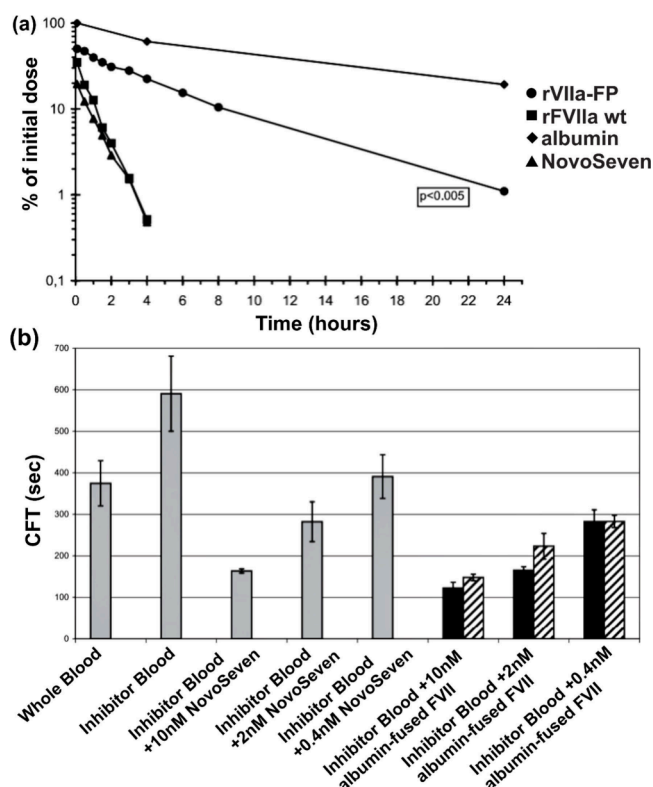 (a)
100
10
1
0,1
% of initial dose
0 2 4 6 8 10 12 14 16 18 20 22 24
Time (hours)
p<0.005
rVIIa-FP
rFVIIa wt
albumin
NovoSeven
(b)
700
600
500
400
300
200
100
0
CFT (sec)
Whole Blood
Inhibitor Blood
Inhibitor Blood
+10nM NovoSeven
Inhibitor Blood
+2nM NovoSeven
Inhibitor Blood
+0.4nM NovoSeven
Inhibitor Blood +10nM
albumin-fused FVII
Inhibitor Blood +2nM
albumin-fused FVII
Inhibitor Blood +0.4nM
albumin-fused FVII